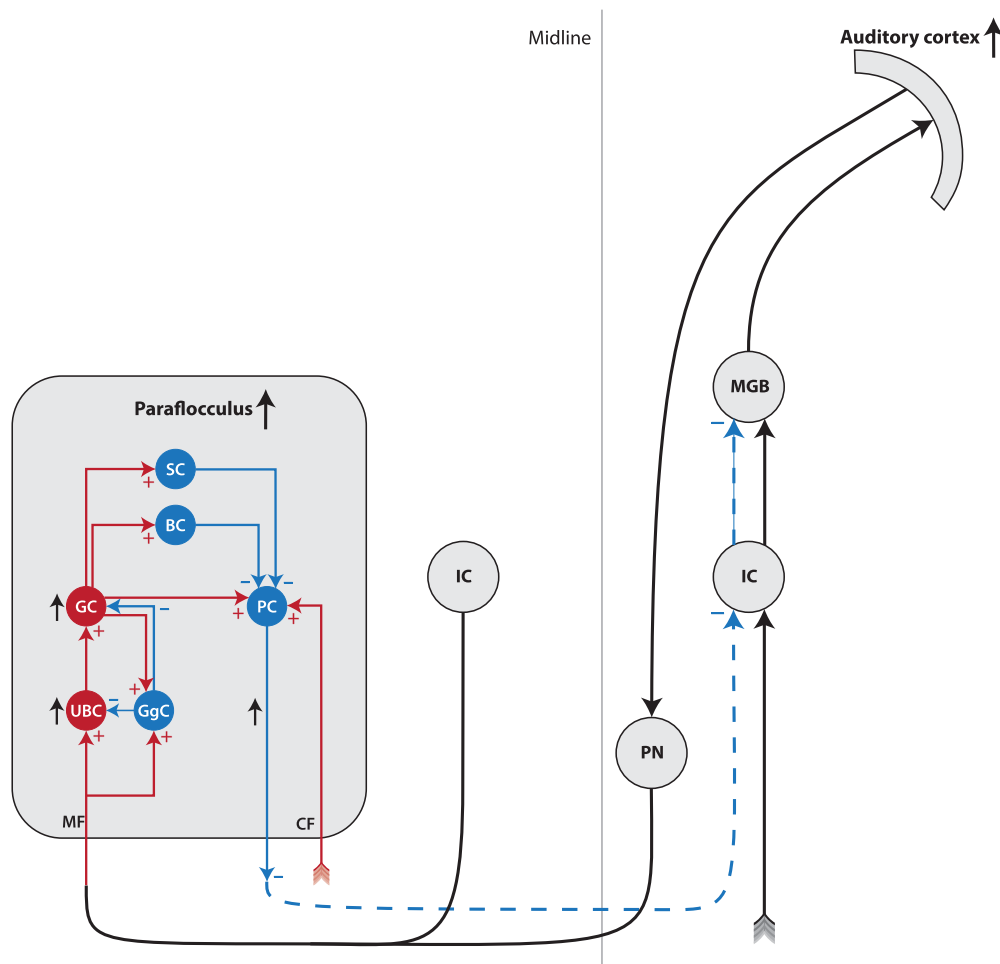 Midline
Auditory cortex
MGB
Paraflocculus
SC
+
BC
+
−
−
−
IC
IC
GC
−
PC
+
+
+
−
+
−
UBC
GgC
+
+
PN
MF
CF
−